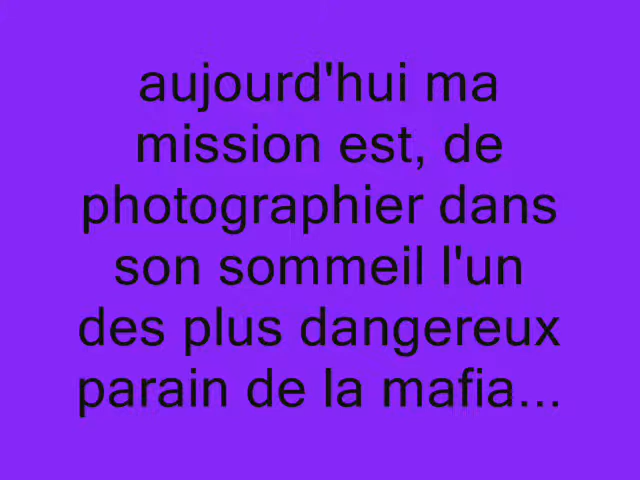 aujourd'hui ma
mission est, de
photographier dans
son sommeil l'un
des plus dangereux
parain de la mafia...